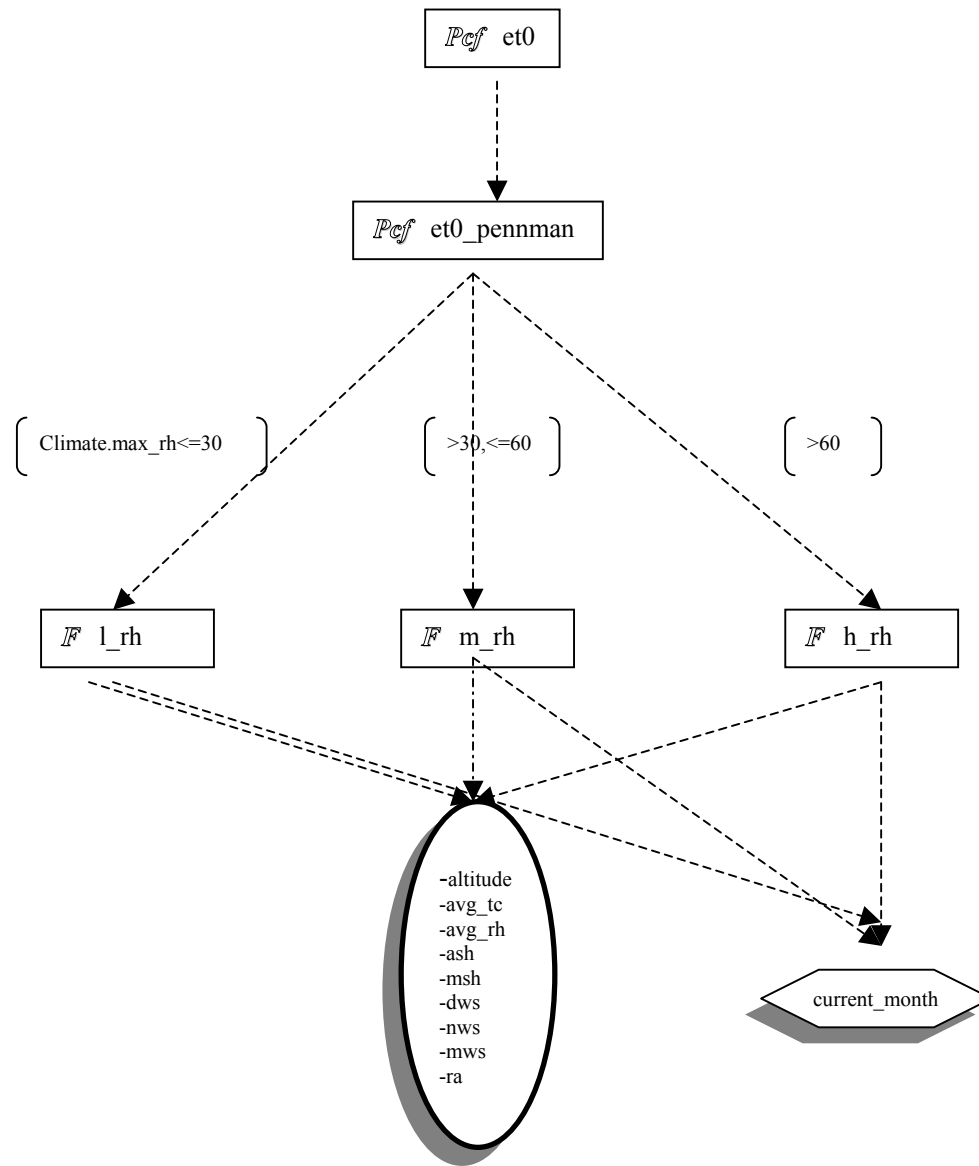 Pcf et0
Pcf et0_pennman
Climate.max_rh<=30
>30,<=60
>60
F l_rh
F m_rh
F h_rh
-altitude
-avg_tc
-avg_rh
-ash
-msh
-dws
-nws
-mws
-ra
current_month